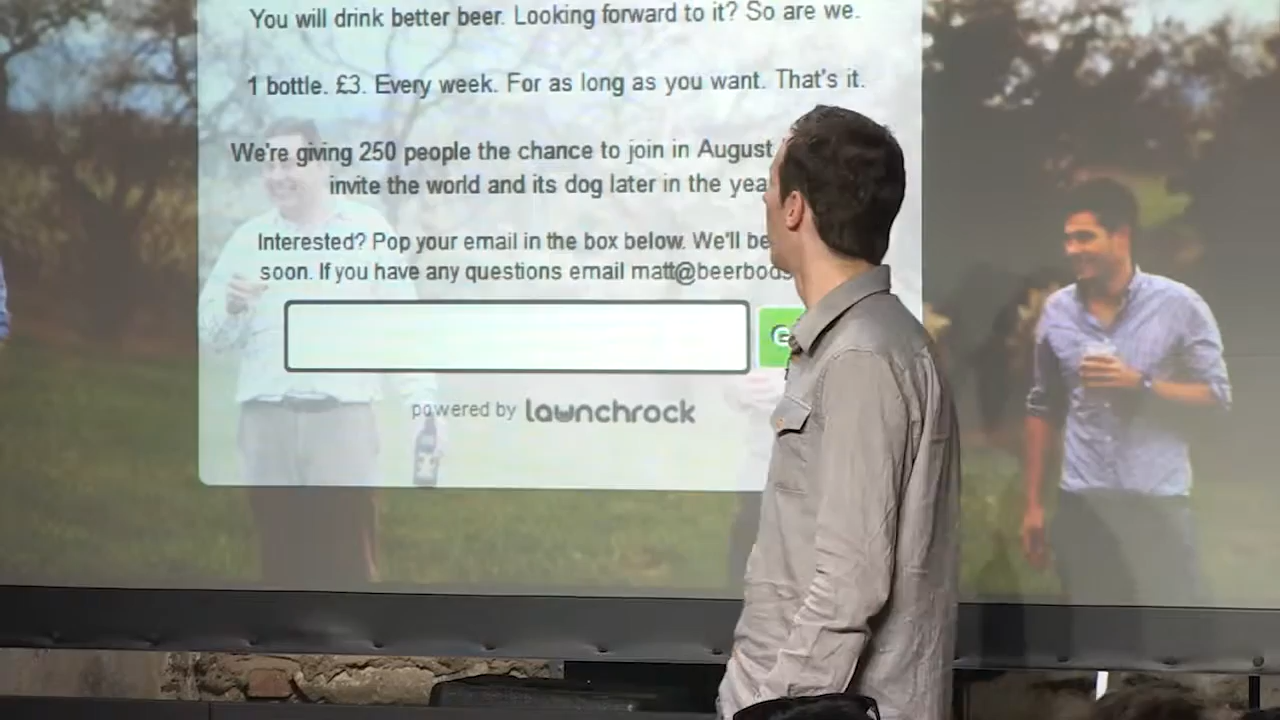 You will drink better beer. Looking forward to it? So are we.
1 bottle. £3. Every week. For as long as you want. That's it.
We're giving 250 people the chance to join in August
invite the world and its dog later in the yea
Interested? Pop your email in the box below. We'll be
soon. If you have any questions email matt@beerbods
G
powered by launchrock